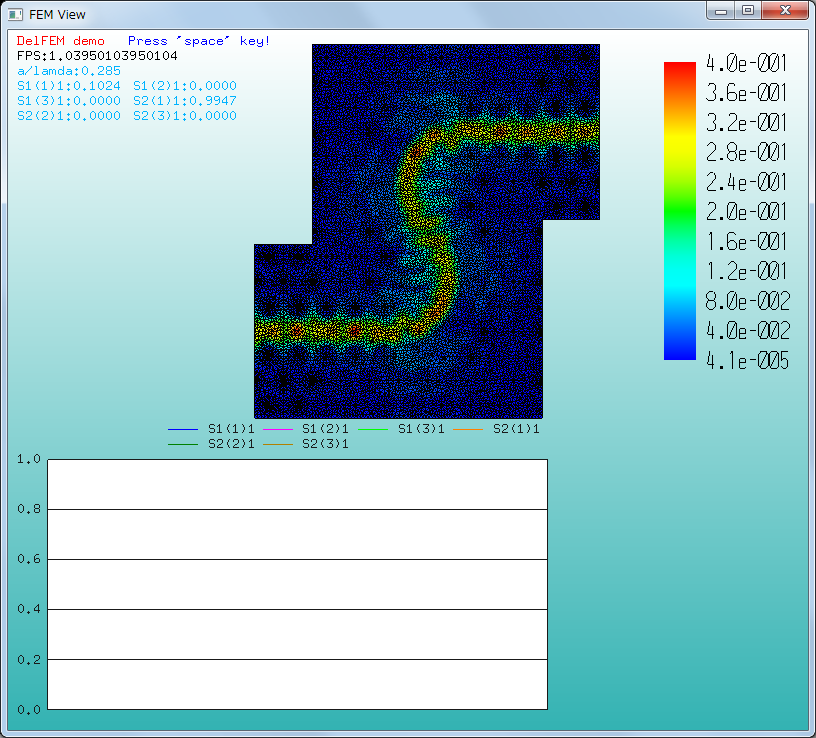 FEM View
DelFEM demo Press 'space' key!
FPS:1.03950103950104
a/lamda:0.285
S1(1)1:0.1024 S1(2)1:0.0000
S1(3)1:0.0000 S2(1)1:0.9947
S2(2)1:0.0000 S2(3)1:0.0000
4.0e-001
3.6e-001
3.2e-001
2.8e-001
2.4e-001
2.0e-001
1.6e-001
1.2e-001
8.0e-002
4.0e-002
4.1e-005
S1(1)1 S1(2)1 S1(3)1 S2(1)1
S2(2)1 S2(3)1
1.0
0.8
0.6
0.4
0.2
0.0